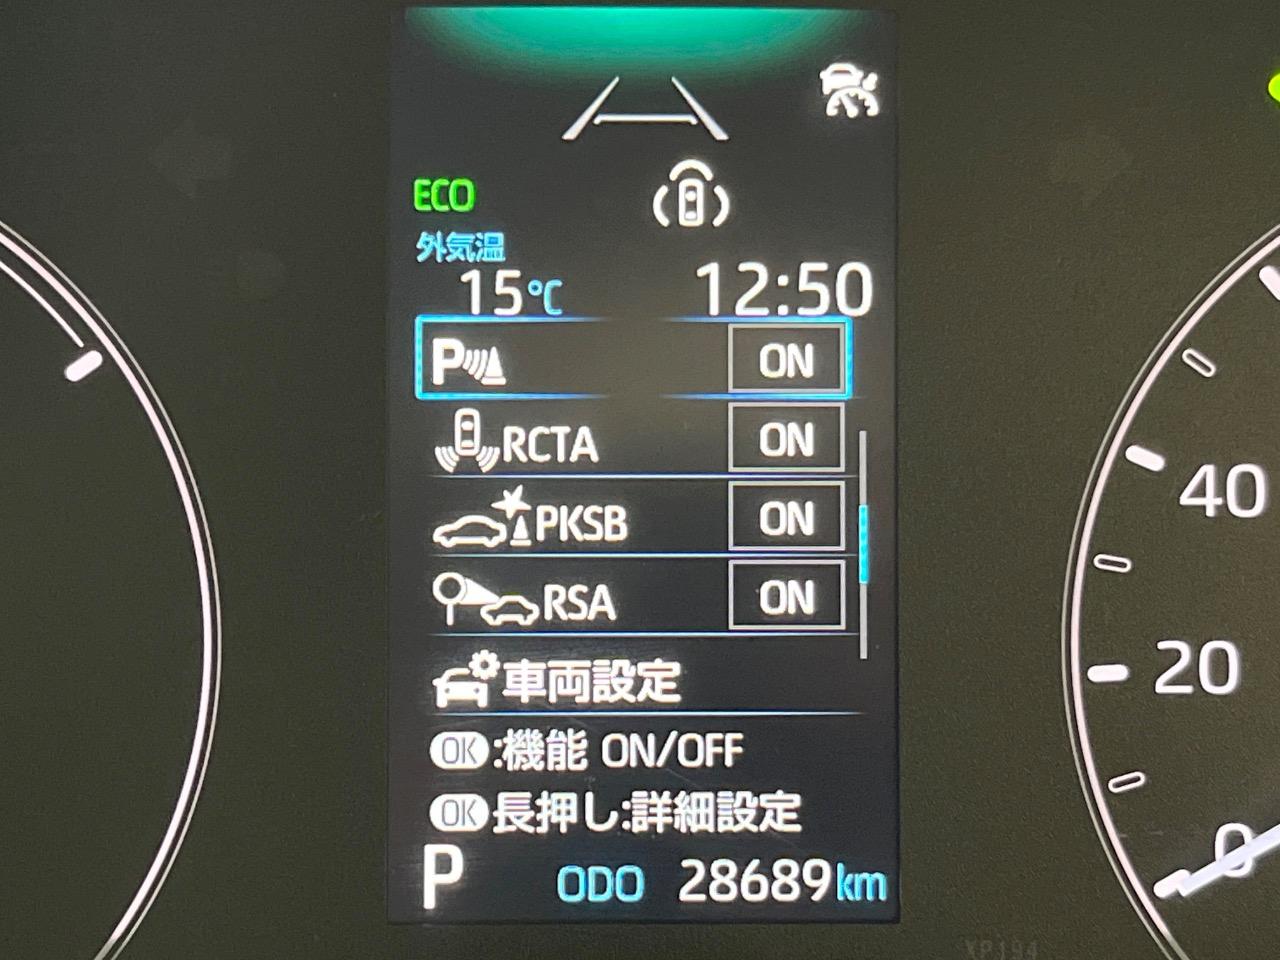 ECO
外気温
15℃ 12:50
P ON
RCTA ON
PKSB ON
RSA ON
車両設定
OK:機能 ON/OFF
OK長押し:詳細設定
P ODO 28689km
40
20
0
YP194